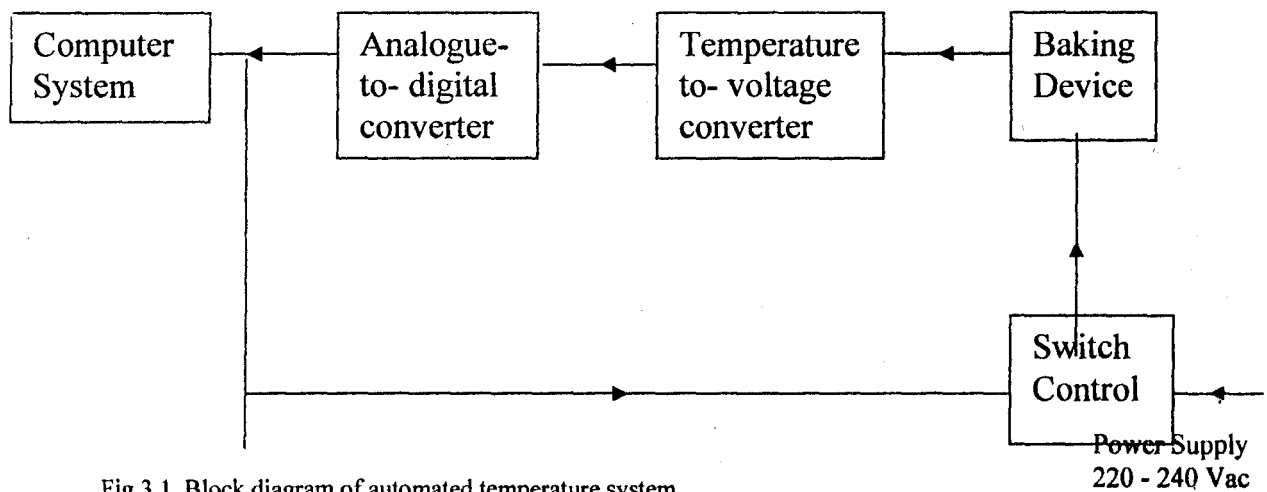 Computer
System
Analogue-
to- digital
converter
Temperature
to- voltage
converter
Baking
Device
Switch
Control
Power Supply
220 - 240 Vac
Fig 3.1 Block diagram of automated temperature system